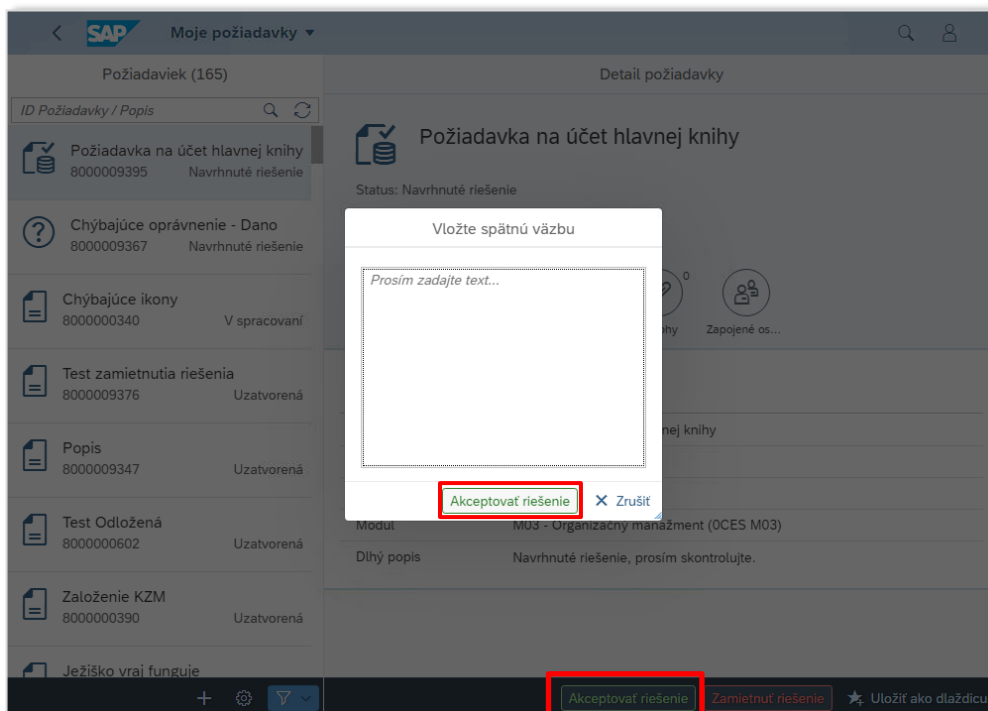 SAP Moje požiadavky
Požiadaviek (165)
ID Požiadavky / Popis
Požiadavka na účet hlavnej knihy
8000009395 Navrhnuté riešenie
Chýbajúce oprávnenie - Dano
8000009367 Navrhnuté riešenie
Chýbajúce ikony
8000000340 V spracovaní
Test zamietnutia riešenia
8000009376 Uzatvorená
Popis
8000009347 Uzatvorená
Test Odložená
8000000602 Uzatvorená
Založenie KZM
8000000390 Uzatvorená
Ježiško vraj funguje
Detail požiadavky
Požiadavka na účet hlavnej knihy
Status: Navrhnuté riešenie
0
hy
Zapojené os...
nej knihy
Modul M03 - Organizačný manažment (0CES M03)
Dlhý popis Navrhnuté riešenie, prosím skontrolujte.
Vložte spätnú väzbu
Prosím zadajte text...
Akceptovať riešenie Zrušiť
Akceptovať riešenie Zamietnuť riešenie Uložiť ako dlaždicu